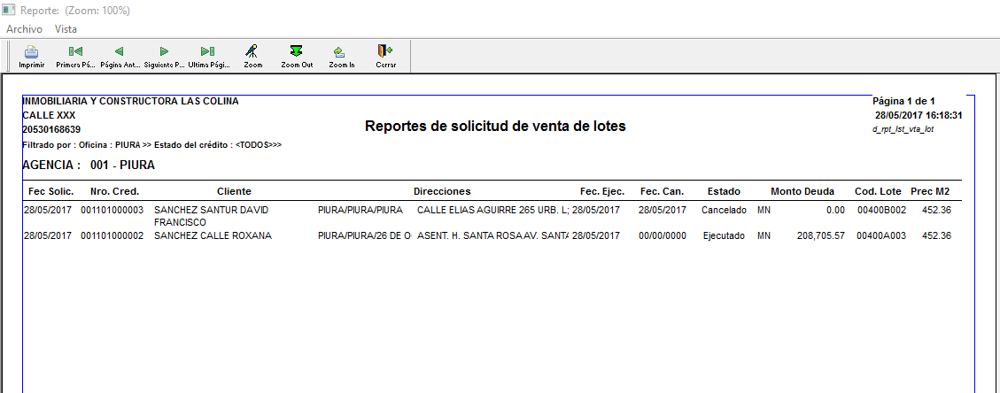 Reporte: (Zoom: 100%)
Archivo Vista
Imprimir Primera Pá... Página Ant... Siguiente P... Ultima Pági... Zoom Zoom Out Zoom In Cerrar
INMOBILIARIA Y CONSTRUCTORA LAS COLINA Página 1 de 1
CALLE XXX 28/05/2017 16:18:31
20530168639 Reportes de solicitud de venta de lotes d_rpt_lst_vta_lot
Filtrado por : Oficina : PIURA >> Estado del crédito : <TODOS>>>
AGENCIA : 001 - PIURA
Fec Solic. Nro. Cred. Cliente Direcciones Fec. Ejec. Fec. Can. Estado Monto Deuda Cod. Lote Prec M2
28/05/2017 001101000003 SANCHEZ SANTUR DAVID PIURA/PIURA/PIURA CALLE ELIAS AGUIRRE 265 URB. L; 28/05/2017 28/05/2017 Cancelado MN 0.00 00400B002 452.36
FRANCISCO
28/05/2017 001101000002 SANCHEZ CALLE ROXANA PIURA/PIURA/26 DE O ASENT. H. SANTA ROSA AV. SANTA 28/05/2017 00/00/0000 Ejecutado MN 208,705.57 00400A003 452.36